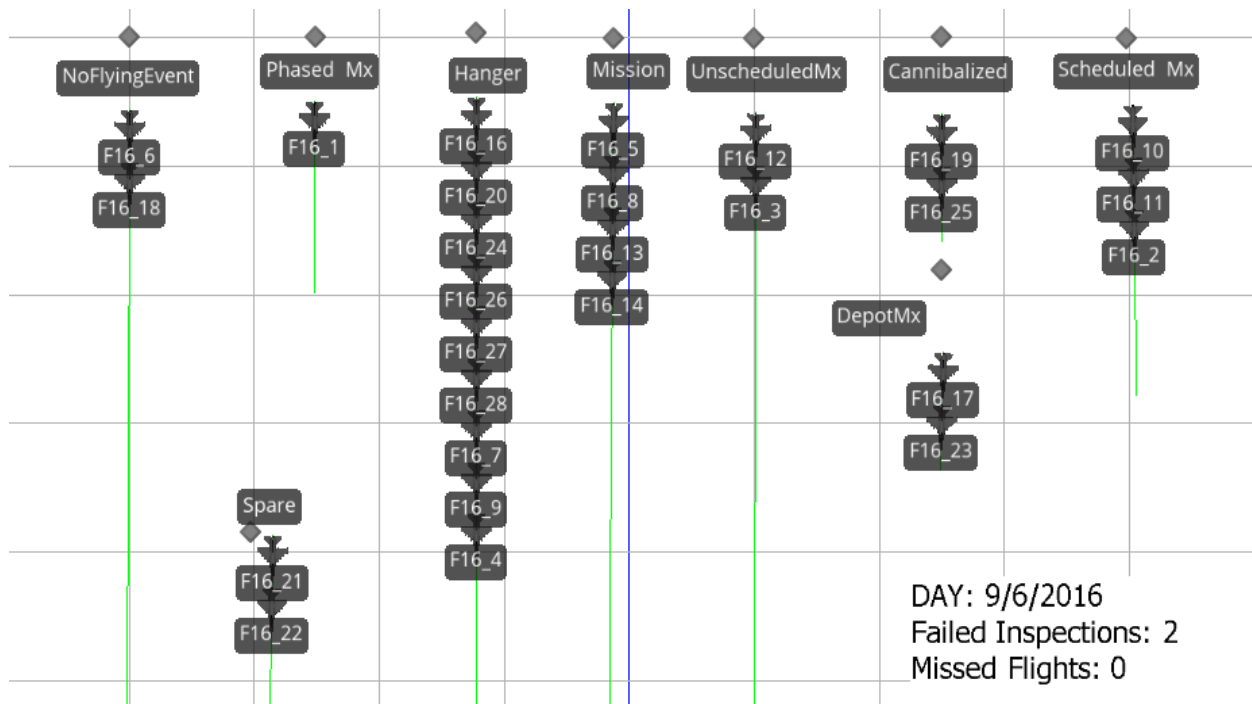 NoFlyingEvent
F16_6
F16_18
Phased Mx
F16_1
Hanger
F16_16
F16_20
F16_24
F16_26
F16_27
F16_28
F16_7
F16_9
F16_4
Mission
F16_5
F16_8
F16_13
F16_14
UnscheduledMx
F16_12
F16_3
Cannibalized
F16_19
F16_25
Scheduled Mx
F16_10
F16_11
F16_2
DepotMx
F16_17
F16_23
Spare
F16_21
F16_22
DAY: 9/6/2016
Failed Inspections: 2
Missed Flights: 0